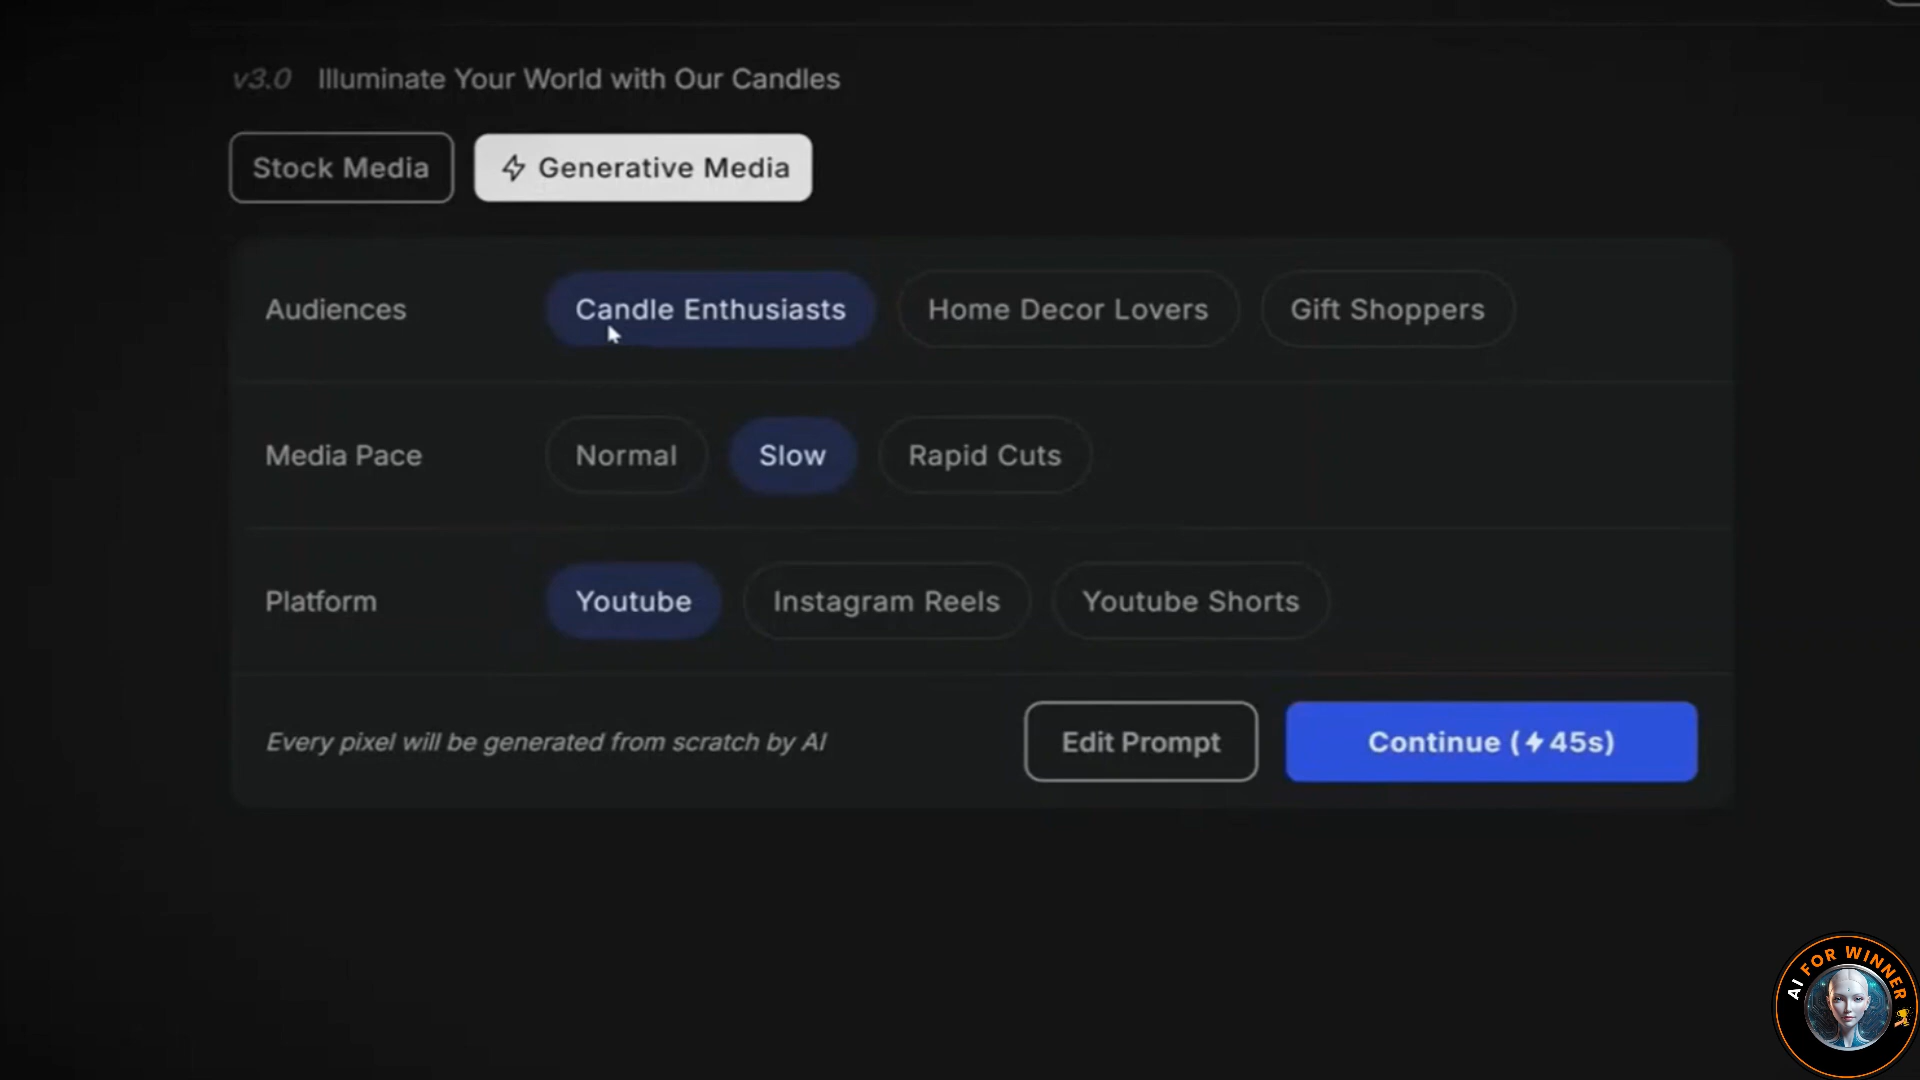 v3.0 Illuminate Your World with Our Candles
Stock Media Generative Media
Audiences Candle Enthusiasts Home Decor Lovers Gift Shoppers
Media Pace Normal Slow Rapid Cuts
Platform Youtube Instagram Reels Youtube Shorts
Every pixel will be generated from scratch by AI Edit Prompt Continue (⚡45s)
AI FOR WINNER